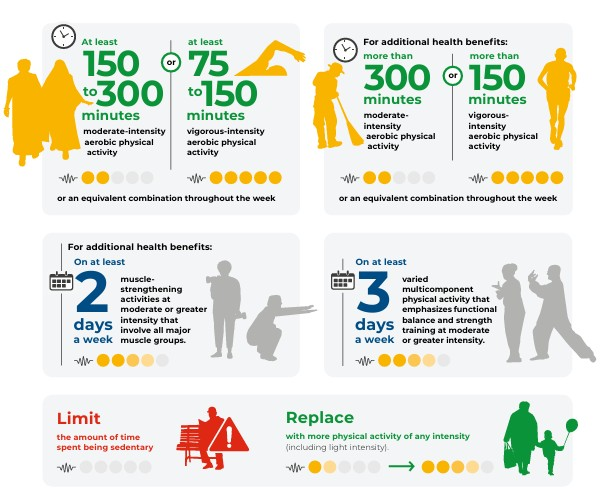 At least
150
to300
minutes
moderate-intensity
aerobic physical
activity
or
at least
75
to150
minutes
vigorous-intensity
aerobic physical
activity
or an equivalent combination throughout the week
For additional health benefits:
more than
300
minutes
moderate-
intensity
aerobic physical
activity
or
more than
150
minutes
vigorous-
intensity
aerobic physical
activity
or an equivalent combination throughout the week
For additional health benefits:
On at least
2
days
a week
muscle-
strengthening
activities at
moderate or greater
intensity that
involve all major
muscle groups.
On at least
3
days
a week
varied
multicomponent
physical activity that
emphasizes functional
balance and strength
training at moderate
or greater intensity.
Limit
the amount of time
spent being sedentary
Replace
with more physical activity of any intensity
(including light intensity).